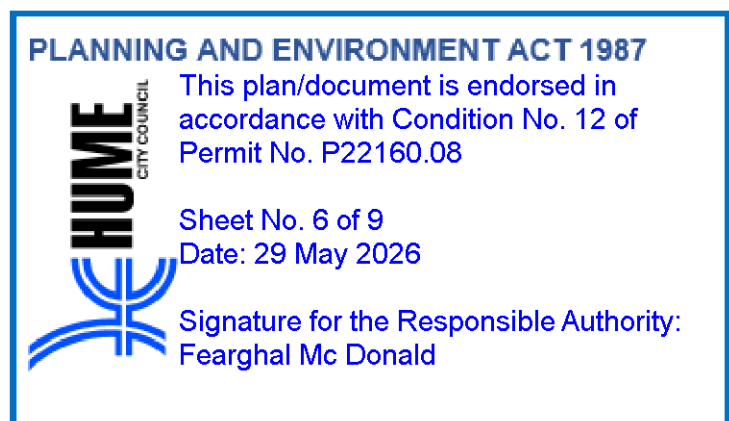 PLANNING AND ENVIRONMENT ACT 1987
HUME
CITY COUNCIL
This plan/document is endorsed in
accordance with Condition No. 12 of
Permit No. P22160.08
Sheet No. 6 of 9
Date: 29 May 2026
Signature for the Responsible Authority:
Fearghal Mc Donald